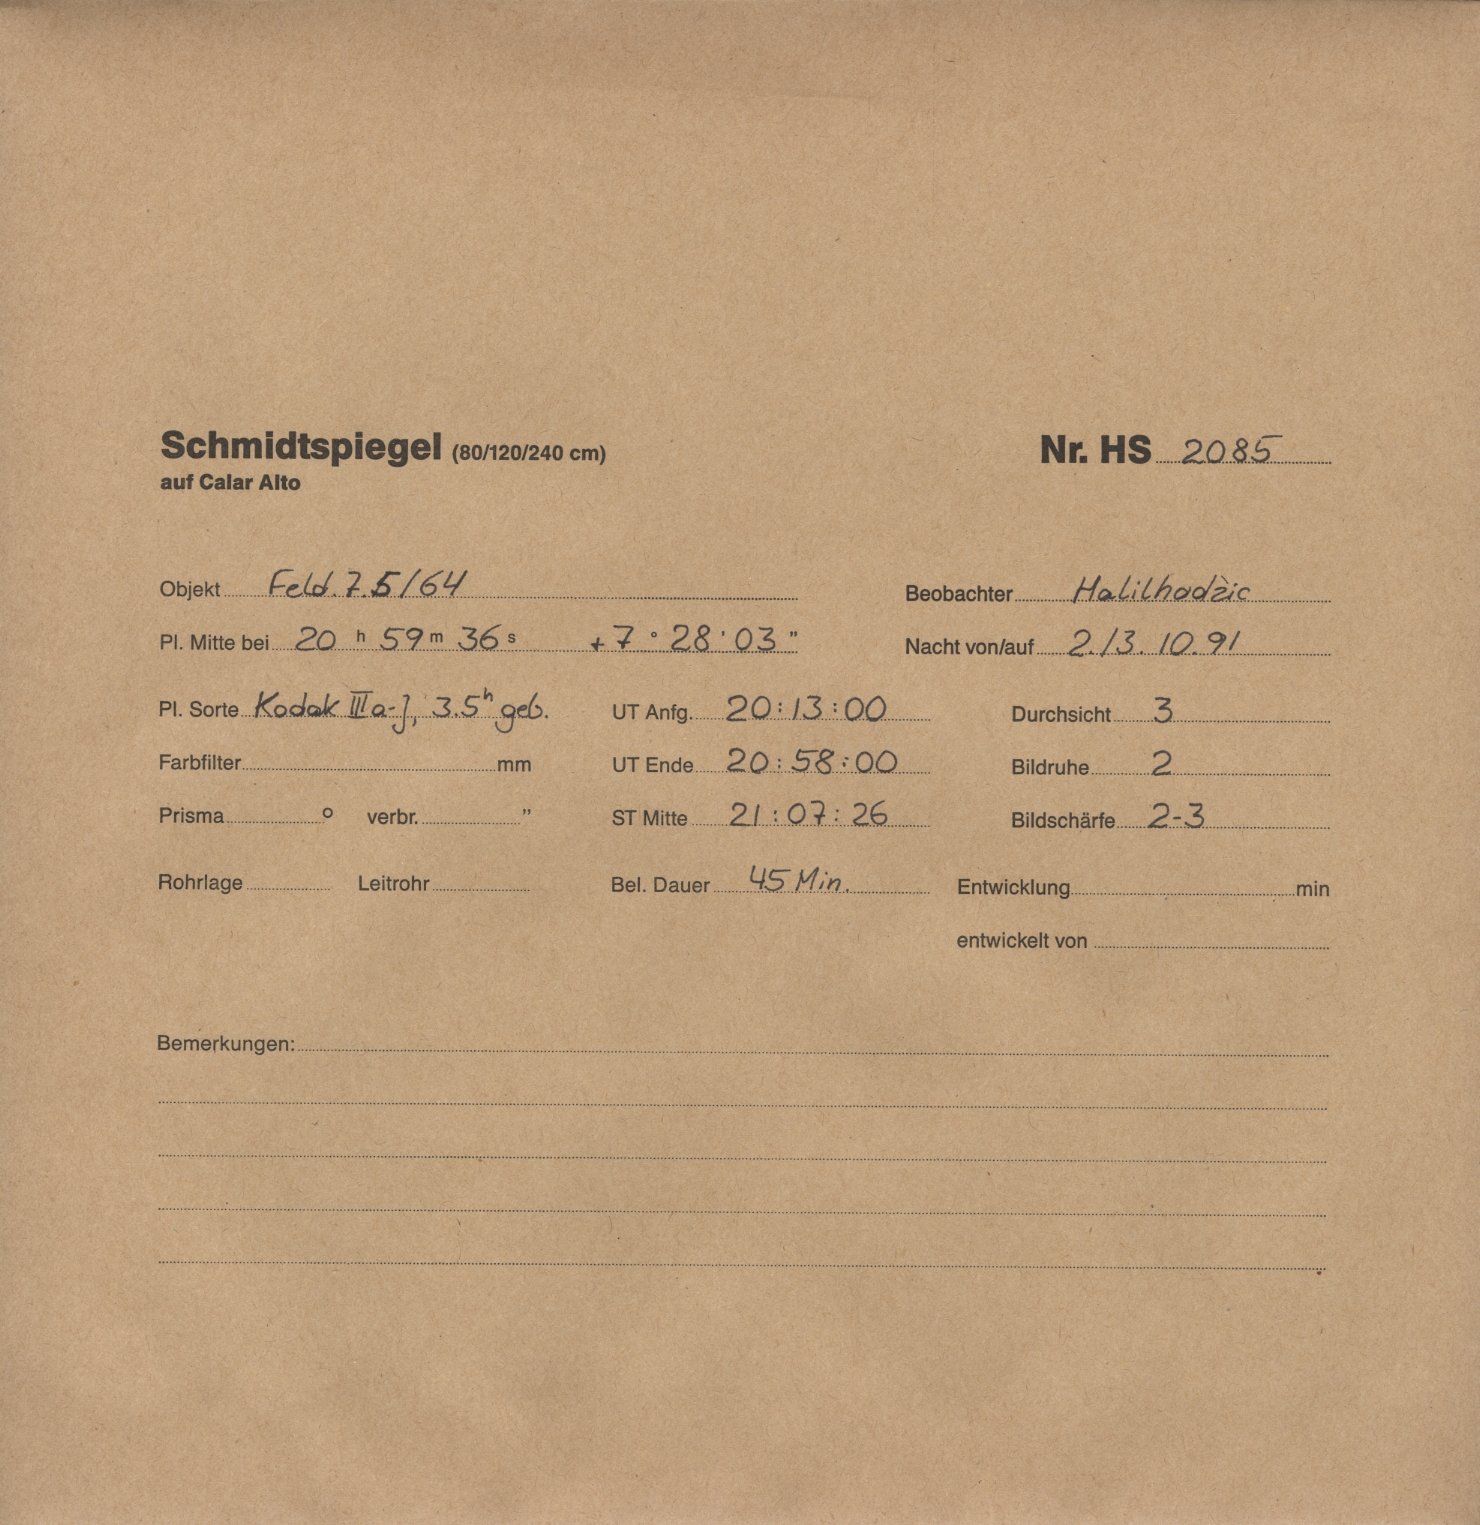 Schmidtspiegel (80/120/240 cm) Nr. HS 2085
auf Calar Alto
Objekt Feld 7.5/64 Beobachter Halilhadžic
Pl. Mitte bei 20 h 59 m 36 s +7 ° 28 ' 03 " Nacht von/auf 2./3. 10. 91
Pl. Sorte Kodak IIIa-J, 3.5h geb. UT Anfg. 20:13:00 Durchsicht 3
Farbfilter mm UT Ende 20:58:00 Bildruhe 2
Prisma ° verbr. " ST Mitte 21:07:26 Bildschärfe 2-3
Rohrlage Leitrohr Bel. Dauer 45 Min. Entwicklung min
entwickelt von
Bemerkungen: